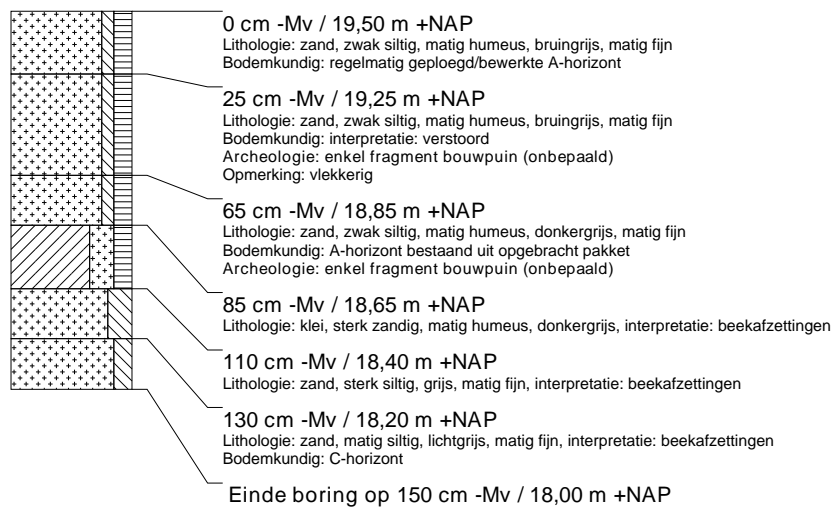 0 cm -Mv / 19,50 m +NAP
Lithologie: zand, zwak siltig, matig humeus, bruingrijs, matig fijn
Bodemkundig: regelmatig geploegd/bewerkte A-horizont
25 cm -Mv / 19,25 m +NAP
Lithologie: zand, zwak siltig, matig humeus, bruingrijs, matig fijn
Bodemkundig: interpretatie: verstoord
Archeologie: enkel fragment bouwpuin (onbepaald)
Opmerking: vlekkerig
65 cm -Mv / 18,85 m +NAP
Lithologie: zand, zwak siltig, matig humeus, donkergrijs, matig fijn
Bodemkundig: A-horizont bestaand uit opgebracht pakket
Archeologie: enkel fragment bouwpuin (onbepaald)
85 cm -Mv / 18,65 m +NAP
Lithologie: klei, sterk zandig, matig humeus, donkergrijs, interpretatie: beekafzettingen
110 cm -Mv / 18,40 m +NAP
Lithologie: zand, sterk siltig, grijs, matig fijn, interpretatie: beekafzettingen
130 cm -Mv / 18,20 m +NAP
Lithologie: zand, matig siltig, lichtgrijs, matig fijn, interpretatie: beekafzettingen
Bodemkundig: C-horizont
Einde boring op 150 cm -Mv / 18,00 m +NAP